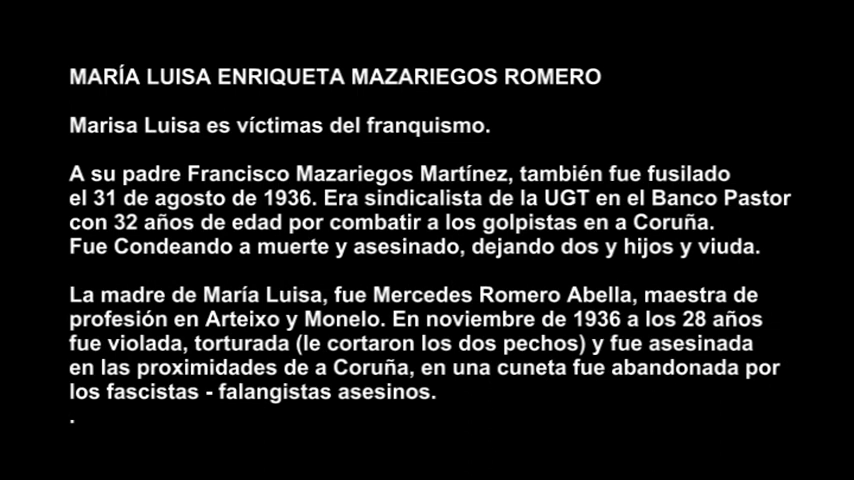 MARÍA LUISA ENRIQUETA MAZARIEGOS ROMERO
Marisa Luisa es víctimas del franquismo.
A su padre Francisco Mazariegos Martínez, también fue fusilado
el 31 de agosto de 1936. Era sindicalista de la UGT en el Banco Pastor
con 32 años de edad por combatir a los golpistas en a Coruña.
Fue Condeando a muerte y asesinado, dejando dos y hijos y viuda.
La madre de María Luisa, fue Mercedes Romero Abella, maestra de
profesión en Arteixo y Monelo. En noviembre de 1936 a los 28 años
fue violada, torturada (le cortaron los dos pechos) y fue asesinada
en las proximidades de a Coruña, en una cuneta fue abandonada por
los fascistas - falangistas asesinos.
.